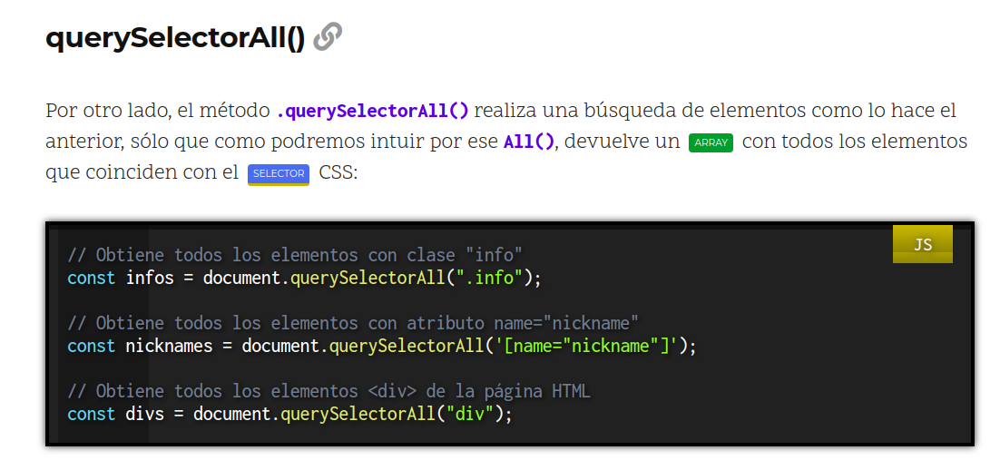 querySelectorAll()
Por otro lado, el método .querySelectorAll() realiza una búsqueda de elementos como lo hace el
anterior, sólo que como podremos intuir por ese All(), devuelve un ARRAY con todos los elementos
que coinciden con el SELECTOR CSS:
JS
// Obtiene todos los elementos con clase "info"
const infos = document.querySelectorAll(".info");
// Obtiene todos los elementos con atributo name="nickname"
const nicknames = document.querySelectorAll('[name="nickname"]');
// Obtiene todos los elementos <div> de la página HTML
const divs = document.querySelectorAll("div");